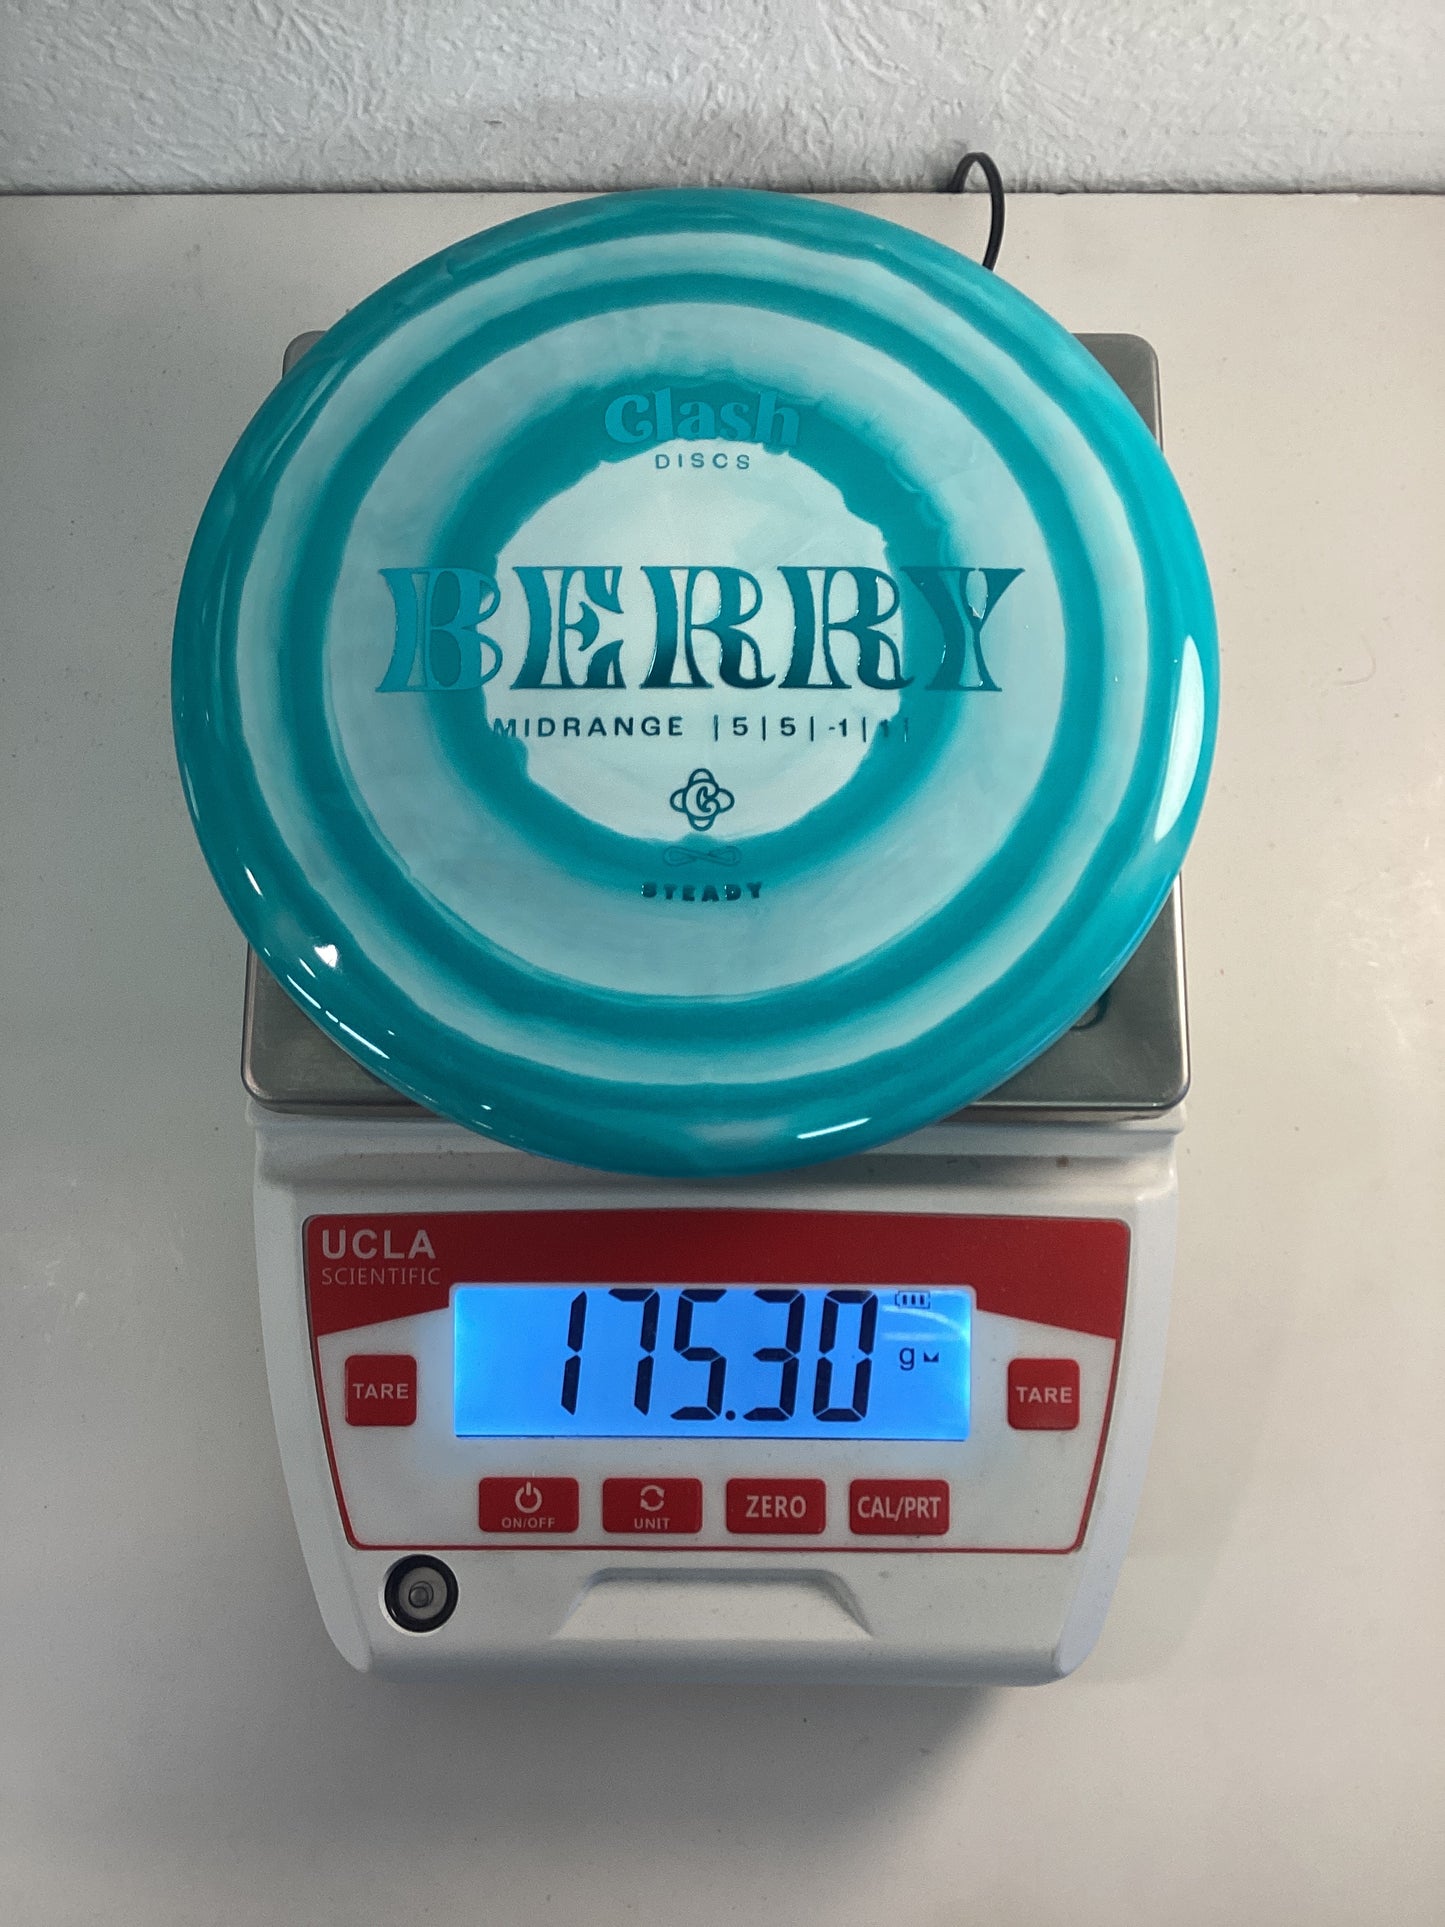 Clash
DISCS
BERRY
MIDRANGE | 5 | 5 | -1 | 1 |
STEADY
UCLA
SCIENTIFIC
175.30
g
TARE
TARE
ON/OFF
UNIT
ZERO
CAL/PRT